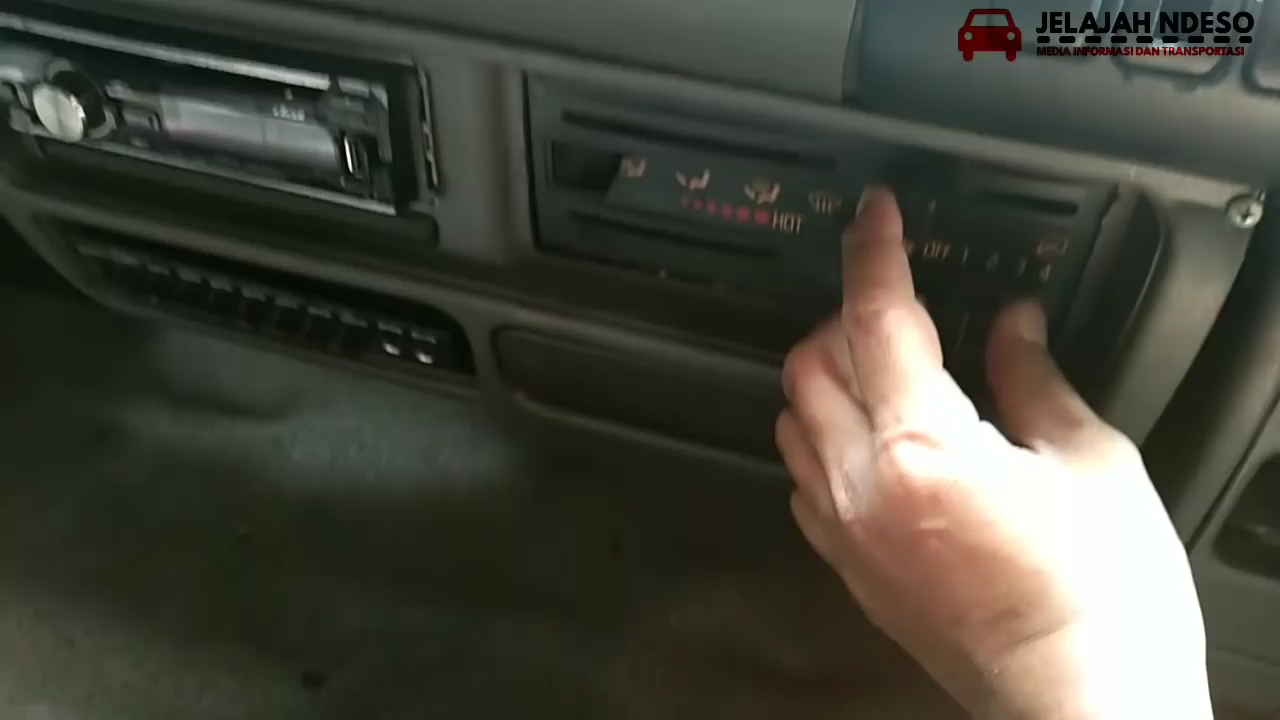 JELAJAH NDESO
MEDIA INFORMASI DAN TRANSPORTASI
HOT
OFF 1 2 3 4